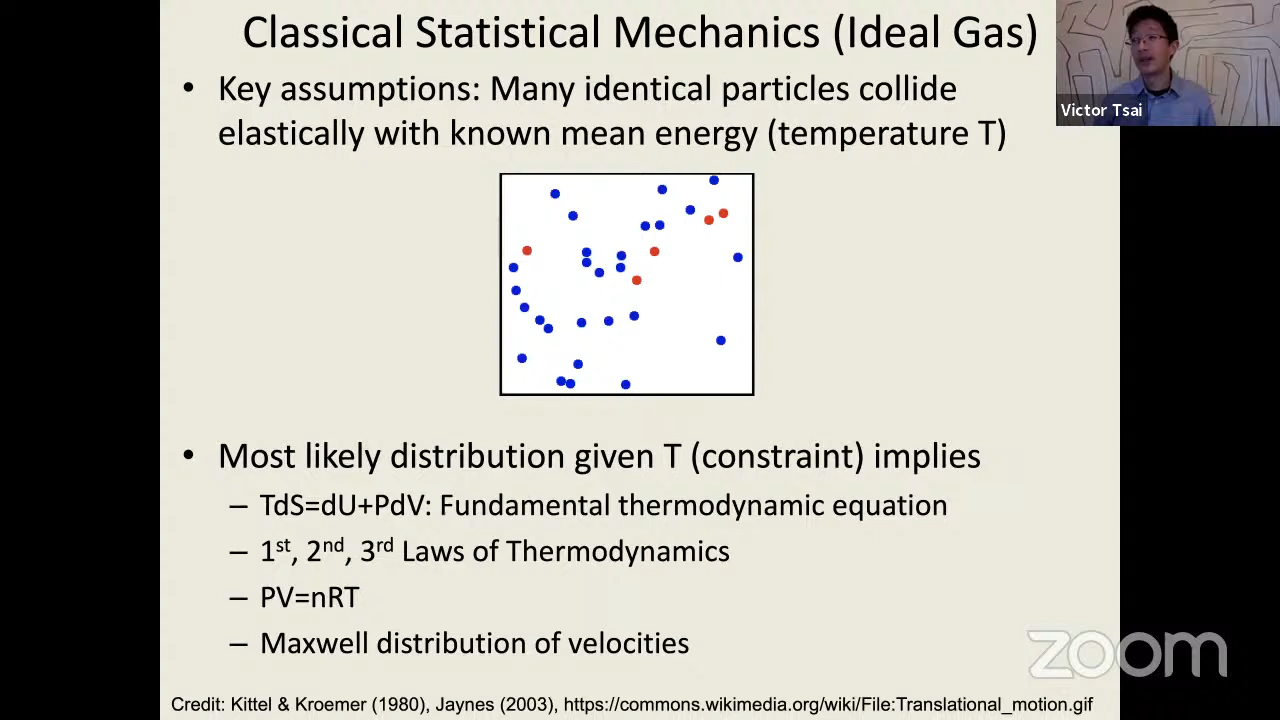 Classical Statistical Mechanics (Ideal Gas)
• Key assumptions: Many identical particles collide
elastically with known mean energy (temperature T)
Victor Tsai
• Most likely distribution given T (constraint) implies
– TdS=dU+PdV: Fundamental thermodynamic equation
– 1st, 2nd, 3rd Laws of Thermodynamics
– PV=nRT
– Maxwell distribution of velocities
zoom
Credit: Kittel & Kroemer (1980), Jaynes (2003), https://commons.wikimedia.org/wiki/File:Translational_motion.gif